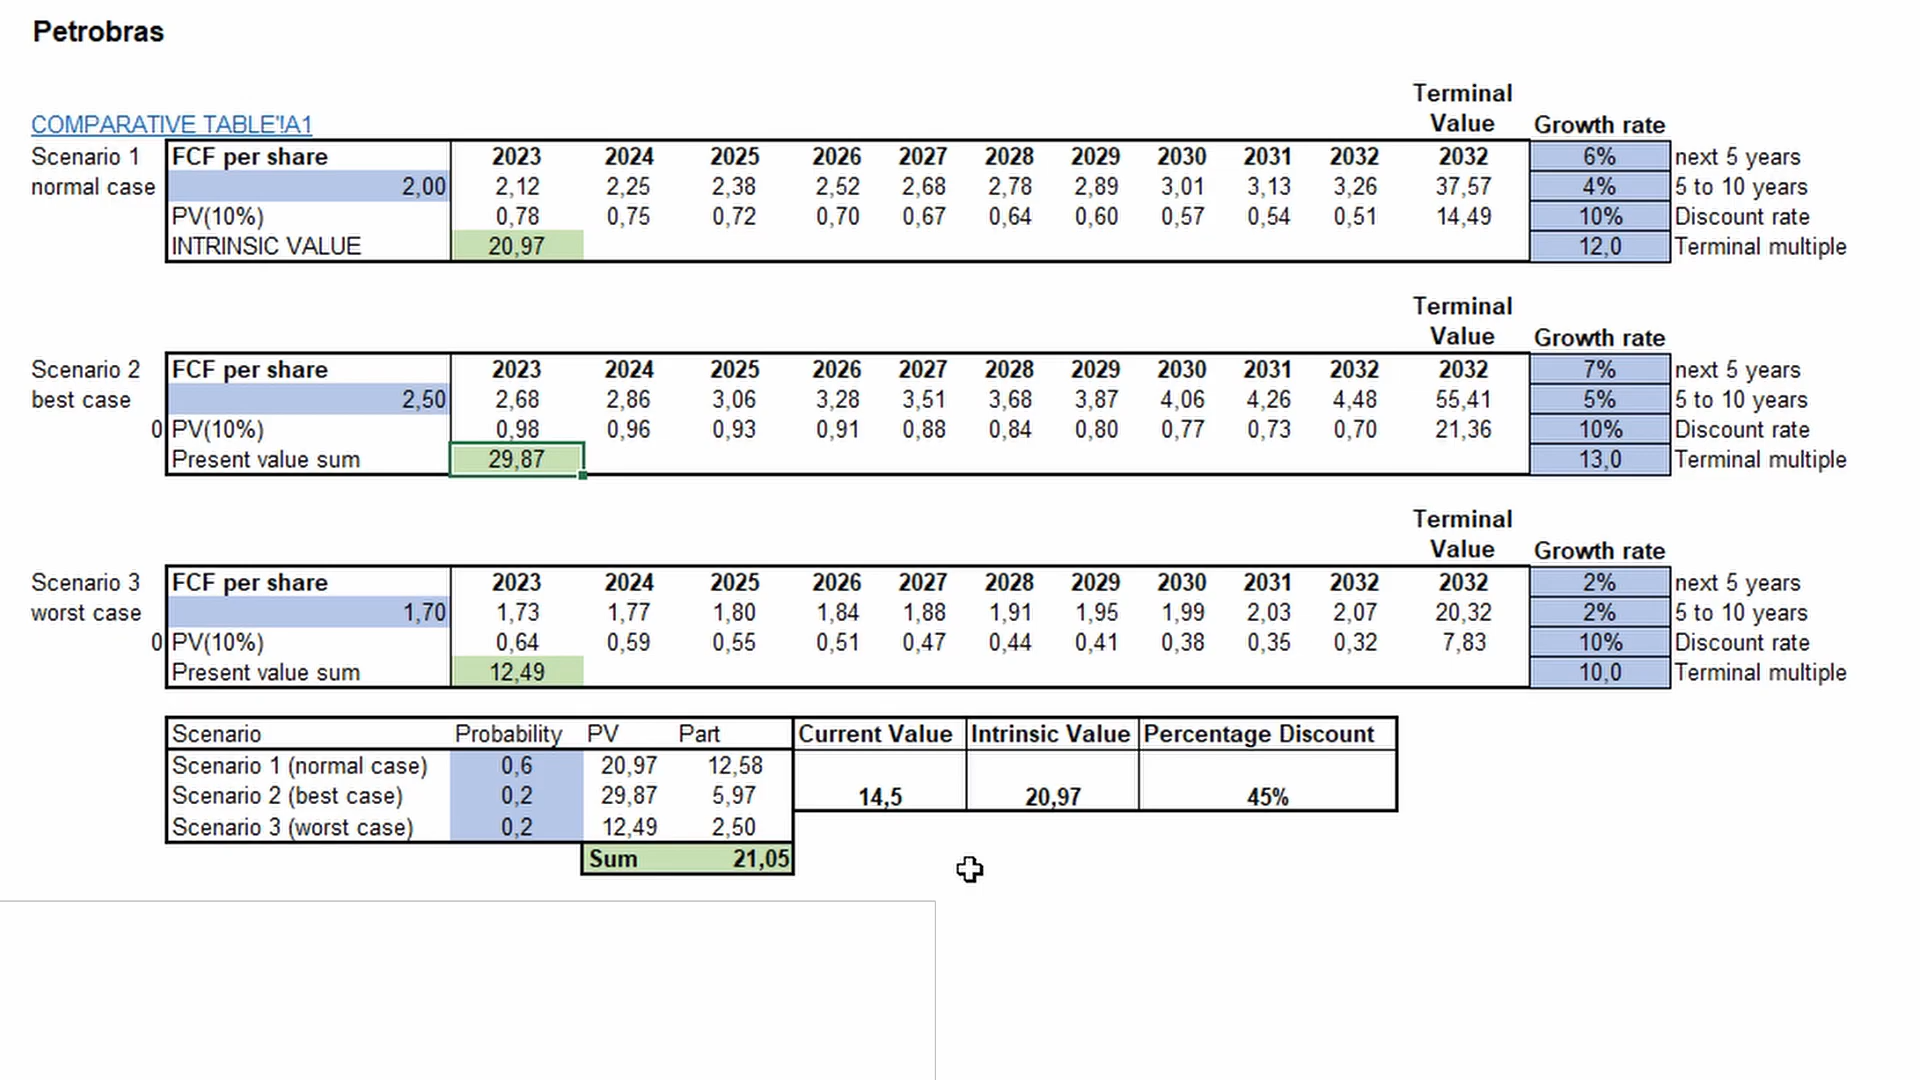 Petrobras
Terminal
COMPARATIVE TABLE'!A1 Value Growth rate
Scenario 1 FCF per share 2023 2024 2025 2026 2027 2028 2029 2030 2031 2032 2032 6% next 5 years
normal case 2,00 2,12 2,25 2,38 2,52 2,68 2,78 2,89 3,01 3,13 3,26 37,57 4% 5 to 10 years
PV(10%) 0,78 0,75 0,72 0,70 0,67 0,64 0,60 0,57 0,54 0,51 14,49 10% Discount rate
INTRINSIC VALUE 20,97 12,0 Terminal multiple
Terminal
Value Growth rate
Scenario 2 FCF per share 2023 2024 2025 2026 2027 2028 2029 2030 2031 2032 2032 7% next 5 years
best case 2,50 2,68 2,86 3,06 3,28 3,51 3,68 3,87 4,06 4,26 4,48 55,41 5% 5 to 10 years
0 PV(10%) 0,98 0,96 0,93 0,91 0,88 0,84 0,80 0,77 0,73 0,70 21,36 10% Discount rate
Present value sum 29,87 13,0 Terminal multiple
Terminal
Value Growth rate
Scenario 3 FCF per share 2023 2024 2025 2026 2027 2028 2029 2030 2031 2032 2032 2% next 5 years
worst case 1,70 1,73 1,77 1,80 1,84 1,88 1,91 1,95 1,99 2,03 2,07 20,32 2% 5 to 10 years
0 PV(10%) 0,64 0,59 0,55 0,51 0,47 0,44 0,41 0,38 0,35 0,32 7,83 10% Discount rate
Present value sum 12,49 10,0 Terminal multiple
Scenario Probability PV Part Current Value Intrinsic Value Percentage Discount
Scenario 1 (normal case) 0,6 20,97 12,58
Scenario 2 (best case) 0,2 29,87 5,97 14,5 20,97 45%
Scenario 3 (worst case) 0,2 12,49 2,50
Sum 21,05